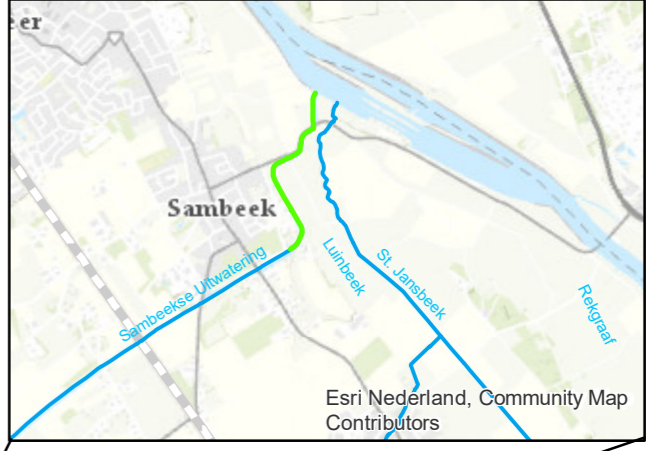 eer
Sambeek
Sambeekse Uitwatering
Luinbeek
St. Jansbeek
Rekgraaf
Esri Nederland, Community Map
Contributors